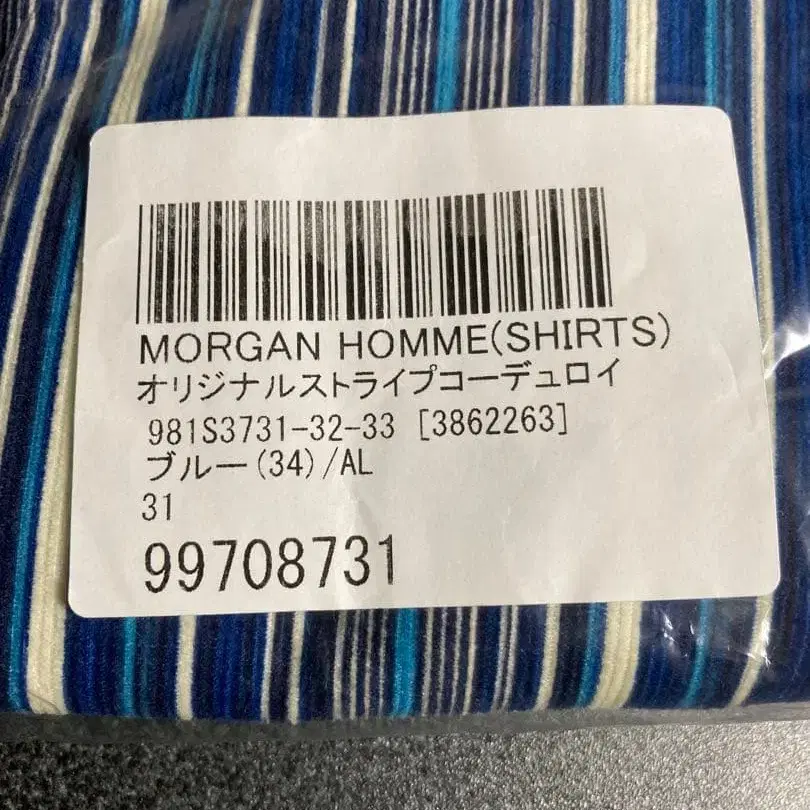 MORGAN HOMME(SHIRTS)
オリジナルストライプコーデュロイ
981S3731-32-33 [3862263]
ブルー(34)/AL
31
99708731